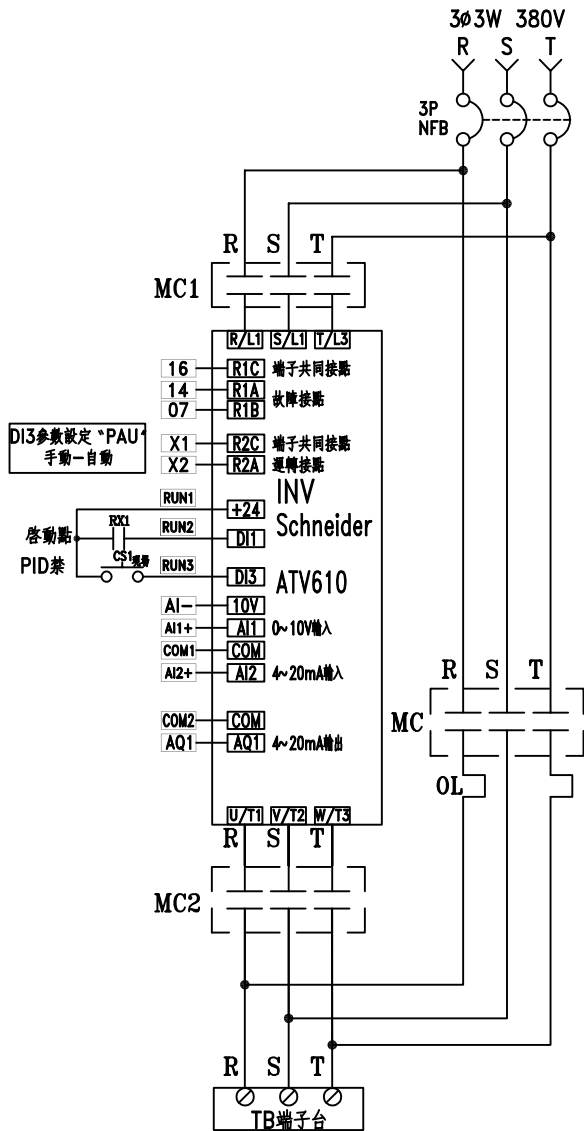 3ø3W 380V
R S T
3P
NFB
R S T
MC1
R/L1 S/L1 T/L3
16 R1C 端子共同接點
14 R1A
故障接點
07 R1B
X1 R2C 端子共同接點
X2 R2A 運轉接點
DI3參數設定 "PAU"
手動-自動
INV
Schneider
ATV610
RUN1 +24
RX1
啓動點 RUN2 DI1
CS1
PID禁 RUN3 DI3
AI- 10V
AI1+ AI1 0~10V輸入
COM1 COM
AI2+ AI2 4~20mA輸入
COM2 COM
AQ1 AQ1 4~20mA輸出
R S T
MC
OL
U/T1 V/T2 W/T3
R S T
MC2
R S T
TB端子台